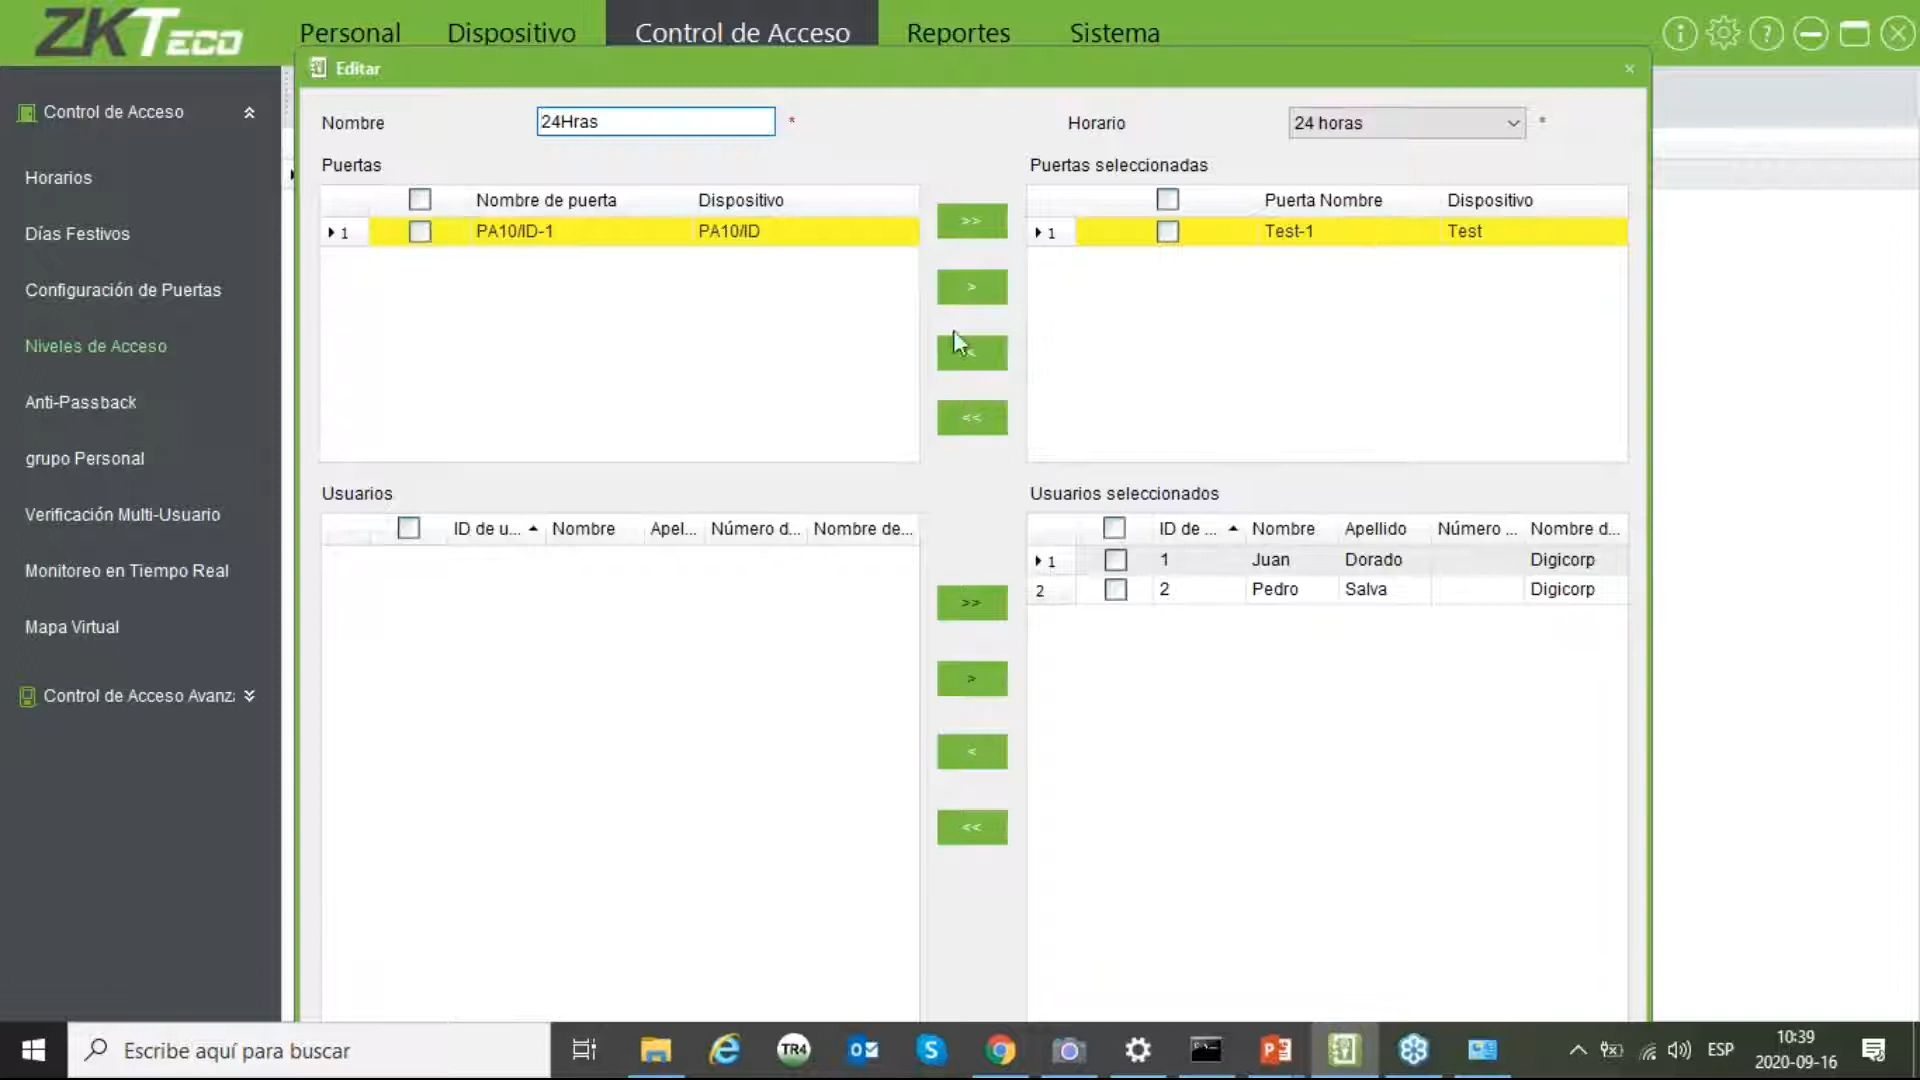 ZKTeco
Personal
Dispositivo
Control de Acceso
Reportes
Sistema
Editar
Control de Acceso
Horarios
Días Festivos
Configuración de Puertas
Niveles de Acceso
Anti-Passback
grupo Personal
Verificación Multi-Usuario
Monitoreo en Tiempo Real
Mapa Virtual
Control de Acceso Avanz
Nombre
24Hras
*
Horario
24 horas
*
Puertas
Nombre de puerta
Dispositivo
1
PA10/ID-1
PA10/ID
>>
>
<
<<
Puertas seleccionadas
Puerta Nombre
Dispositivo
1
Test-1
Test
Usuarios
ID de u...
Nombre
Apel...
Número d...
Nombre de...
>>
>
<
<<
Usuarios seleccionados
ID de ...
Nombre
Apellido
Número ...
Nombre d...
1
1
Juan
Dorado
Digicorp
2
2
Pedro
Salva
Digicorp
Escribe aquí para buscar
TR4
ESP
10:39
2020-09-16